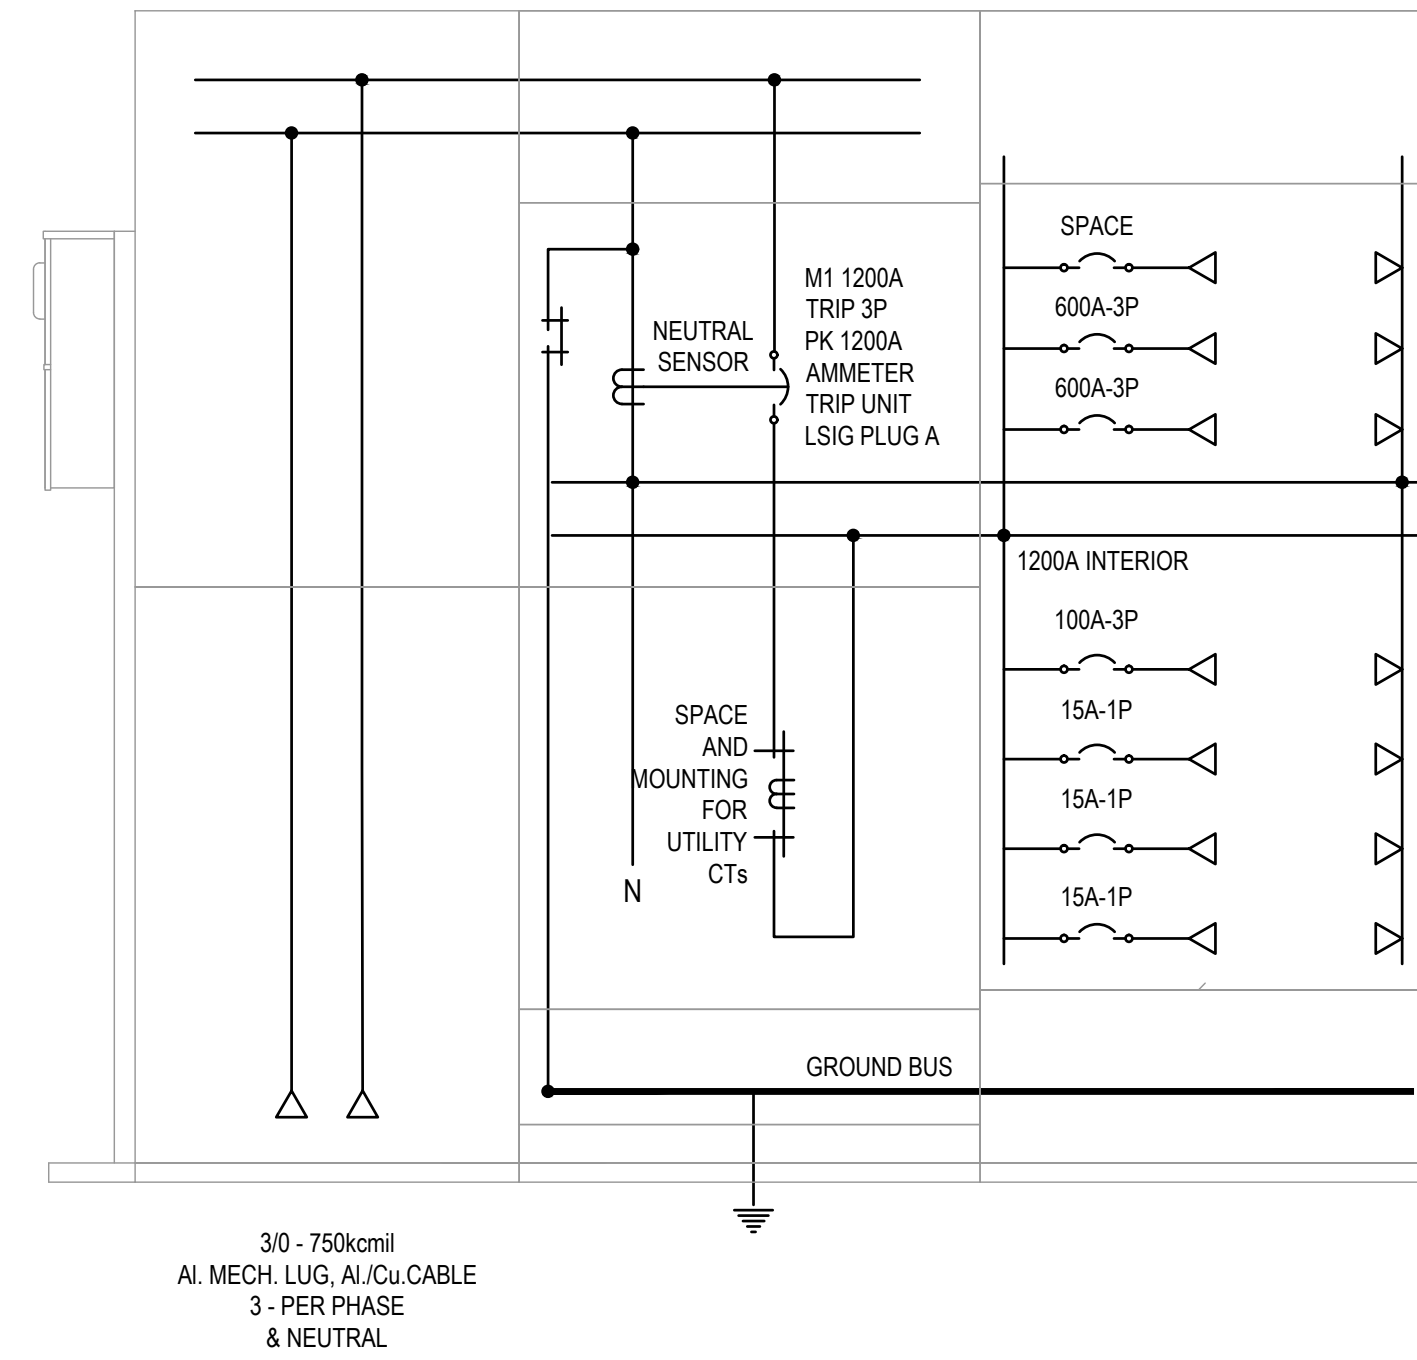 NEUTRAL
SENSOR
M1 1200A
TRIP 3P
PK 1200A
AMMETER
TRIP UNIT
LSIG PLUG A
SPACE
600A-3P
600A-3P
1200A INTERIOR
100A-3P
15A-1P
15A-1P
15A-1P
SPACE
AND
MOUNTING
FOR
UTILITY
CTs
N
GROUND BUS
3/0 - 750kcmil
Al. MECH. LUG, Al./Cu.CABLE
3 - PER PHASE
& NEUTRAL